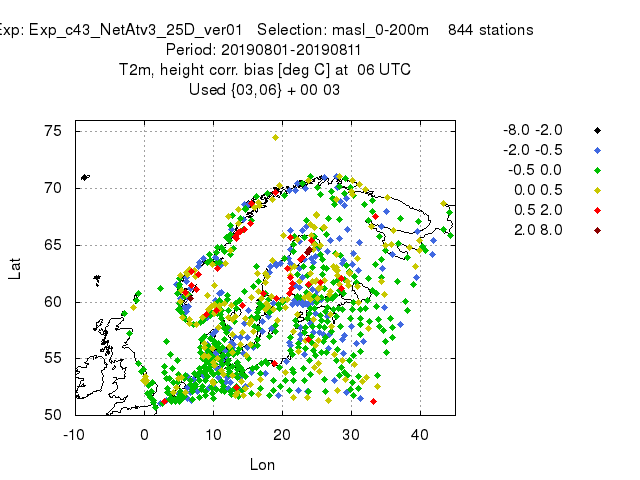 Exp: Exp_c43_NetAtv3_25D_ver01 Selection: masl_0-200m 844 stations
Period: 20190801-20190811
T2m, height corr. bias [deg C] at 06 UTC
Used {03,06} + 00 03
-8.0 -2.0
-2.0 -0.5
-0.5 0.0
0.0 0.5
0.5 2.0
2.0 8.0
75
70
65
60
55
50
Lat
-10 0 10 20 30 40
Lon